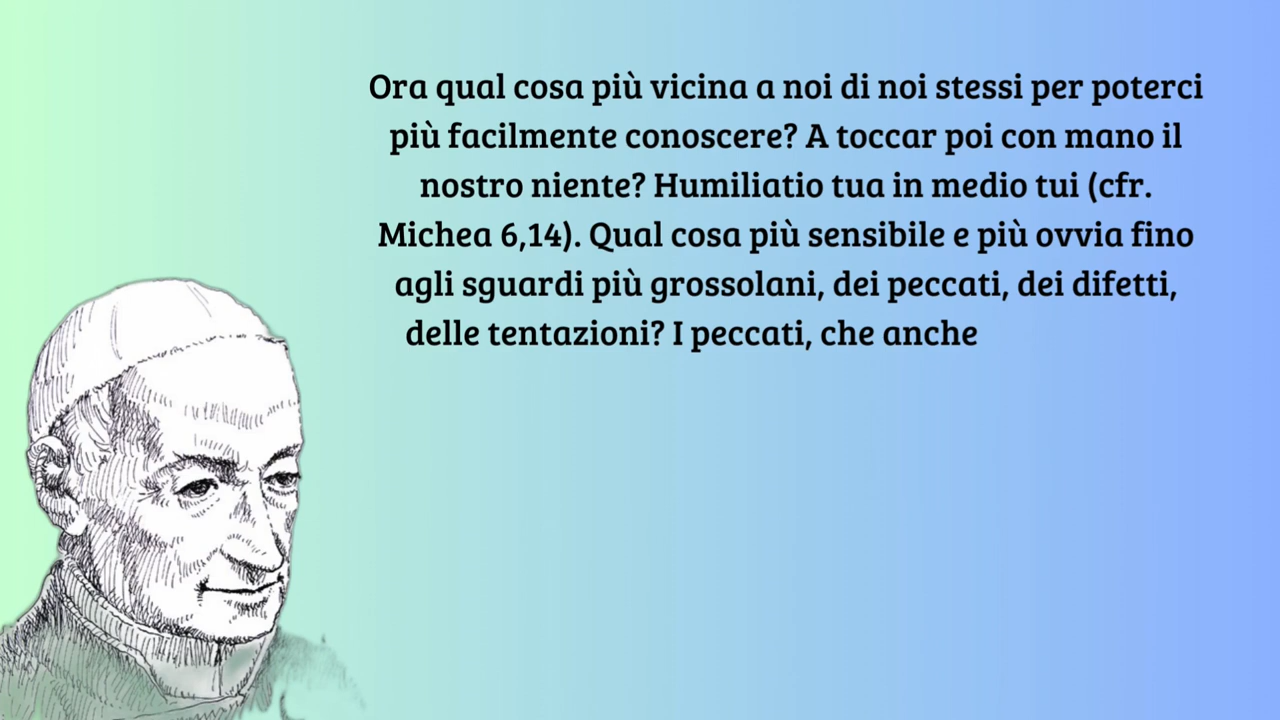 Ora qual cosa più vicina a noi di noi stessi per poterci
più facilmente conoscere? A toccar poi con mano il
nostro niente? Humiliatio tua in medio tui (cfr.
Michea 6,14). Qual cosa più sensibile e più ovvia fino
agli sguardi più grossolani, dei peccati, dei difetti,
delle tentazioni? I peccati, che anche